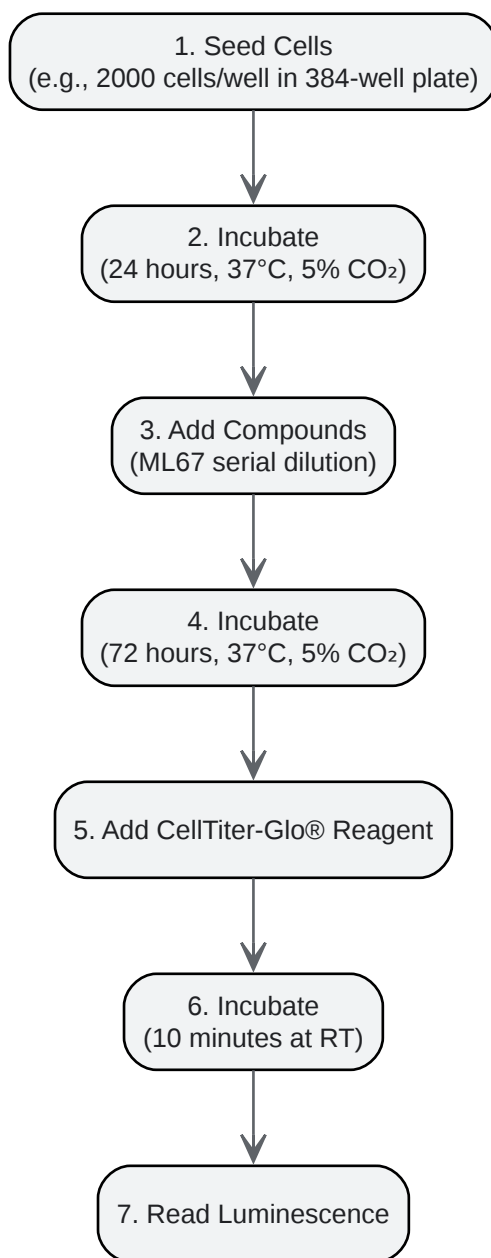 1. Seed Cells
(e.g., 2000 cells/well in 384-well plate)
2. Incubate
(24 hours, 37°C, 5% CO₂)
3. Add Compounds
(ML67 serial dilution)
4. Incubate
(72 hours, 37°C, 5% CO₂)
5. Add CellTiter-Glo® Reagent
6. Incubate
(10 minutes at RT)
7. Read Luminescence